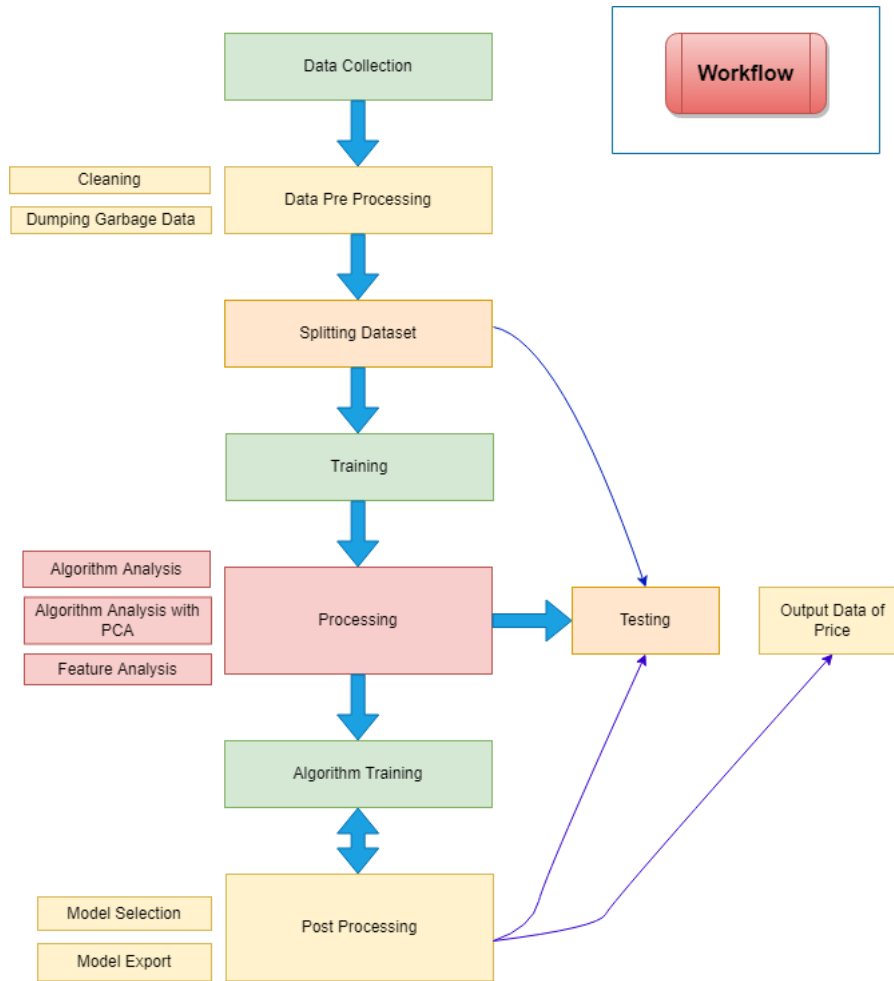 Data Collection
Workflow
Cleaning
Dumping Garbage Data
Data Pre Processing
Splitting Dataset
Training
Algorithm Analysis
Algorithm Analysis with
PCA
Feature Analysis
Processing
Testing
Output Data of
Price
Algorithm Training
Model Selection
Model Export
Post Processing